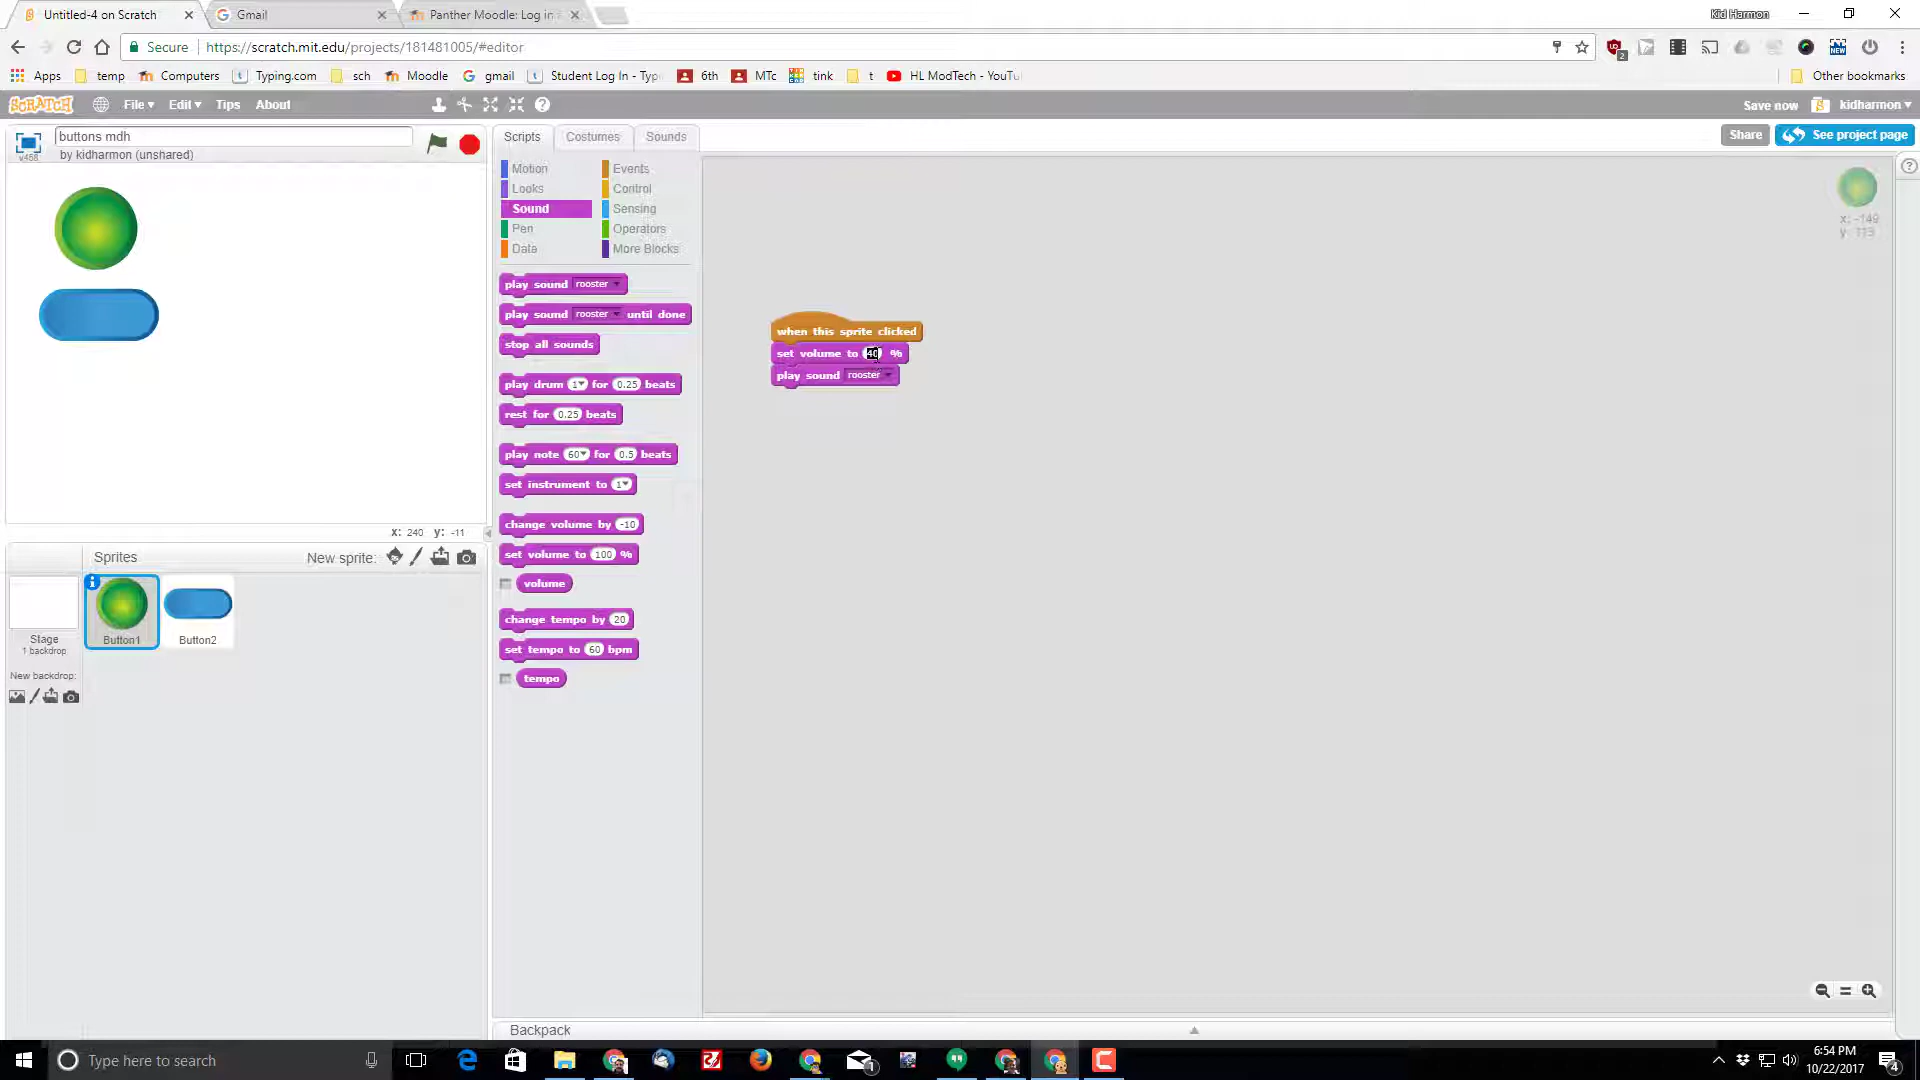 Untitled-4 on Scratch
Gmail
Panther Moodle: Log in
Kid Harmon
Secure
https://scratch.mit.edu/projects/181481005/#editor
2
NEW
Apps
temp
Computers
Typing.com
sch
Moodle
gmail
Student Log In - Typ
6th
MTc
tink
t
HL ModTech - YouTu
Other bookmarks
SCRATCH
File
Edit
Tips
About
Save now
kidharmon
buttons mdh
by kidharmon (unshared)
v458
Scripts
Costumes
Sounds
Share
See project page
Motion
Events
Looks
Control
Sound
Sensing
Pen
Operators
Data
More Blocks
play sound rooster
play sound rooster until done
stop all sounds
play drum 1 for 0.25 beats
rest for 0.25 beats
play note 60 for 0.5 beats
set instrument to 1
change volume by -10
set volume to 100 %
volume
change tempo by 20
set tempo to 60 bpm
tempo
when this sprite clicked
set volume to 40 %
play sound rooster
x: -149
y: 113
x: 240 y: -11
Sprites
New sprite:
Stage
1 backdrop
New backdrop:
Button1
Button2
Backpack
Type here to search
1
6:54 PM
10/22/2017
4